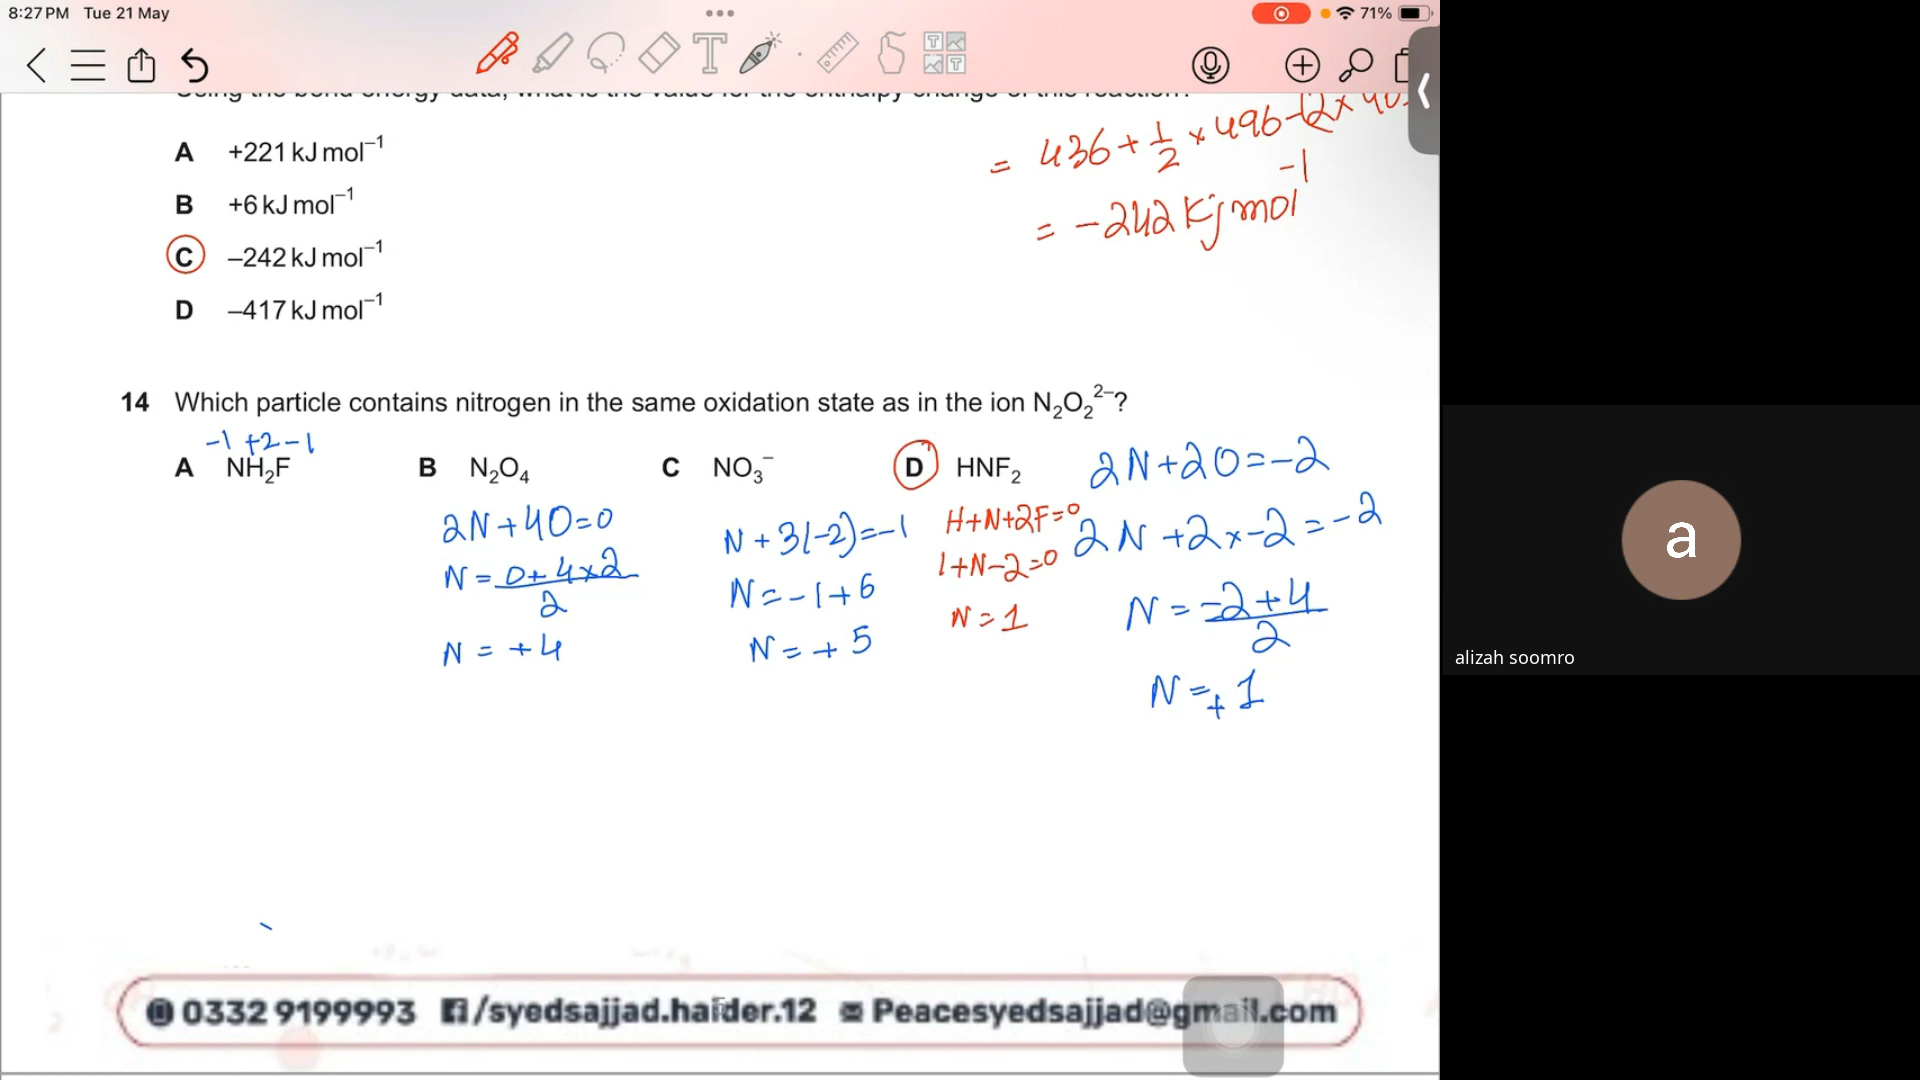 8:27 PM Tue 21 May
71%
= 436 + 1/2 × 496 -
A +221 kJ mol⁻¹
-1
B +6 kJ mol⁻¹
= -242 Kj mol
C –242 kJ mol⁻¹
D –417 kJ mol⁻¹
14 Which particle contains nitrogen in the same oxidation state as in the ion N₂O₂²⁻?
-1 +2 -1
A NH₂F B N₂O₄ C NO₃⁻ D HNF₂
2N+2O=-2
2N+4O=0
N+3(-2)=-1
H+N+2F=0
2N+2x-2=-2
N = 0+4x2 / 2
N=-1+6
1+N-2=0
N = -2+4 / 2
N = +4
N = +5
N = 1
N = +1
a
alizah soomro
0332 9199993 /syedsajjad.haider.12 Peacesyedsajjad@gmail.com